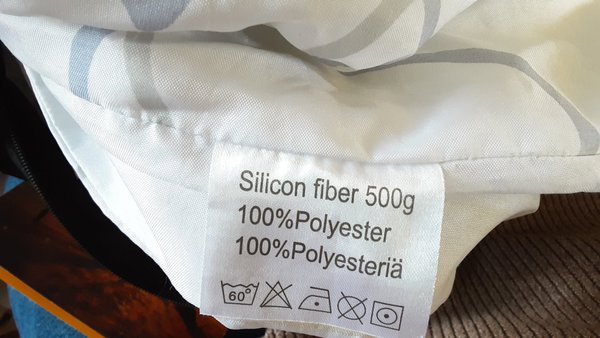 Silicon fiber 500g
100%Polyester
100%Polyesteriä
60°